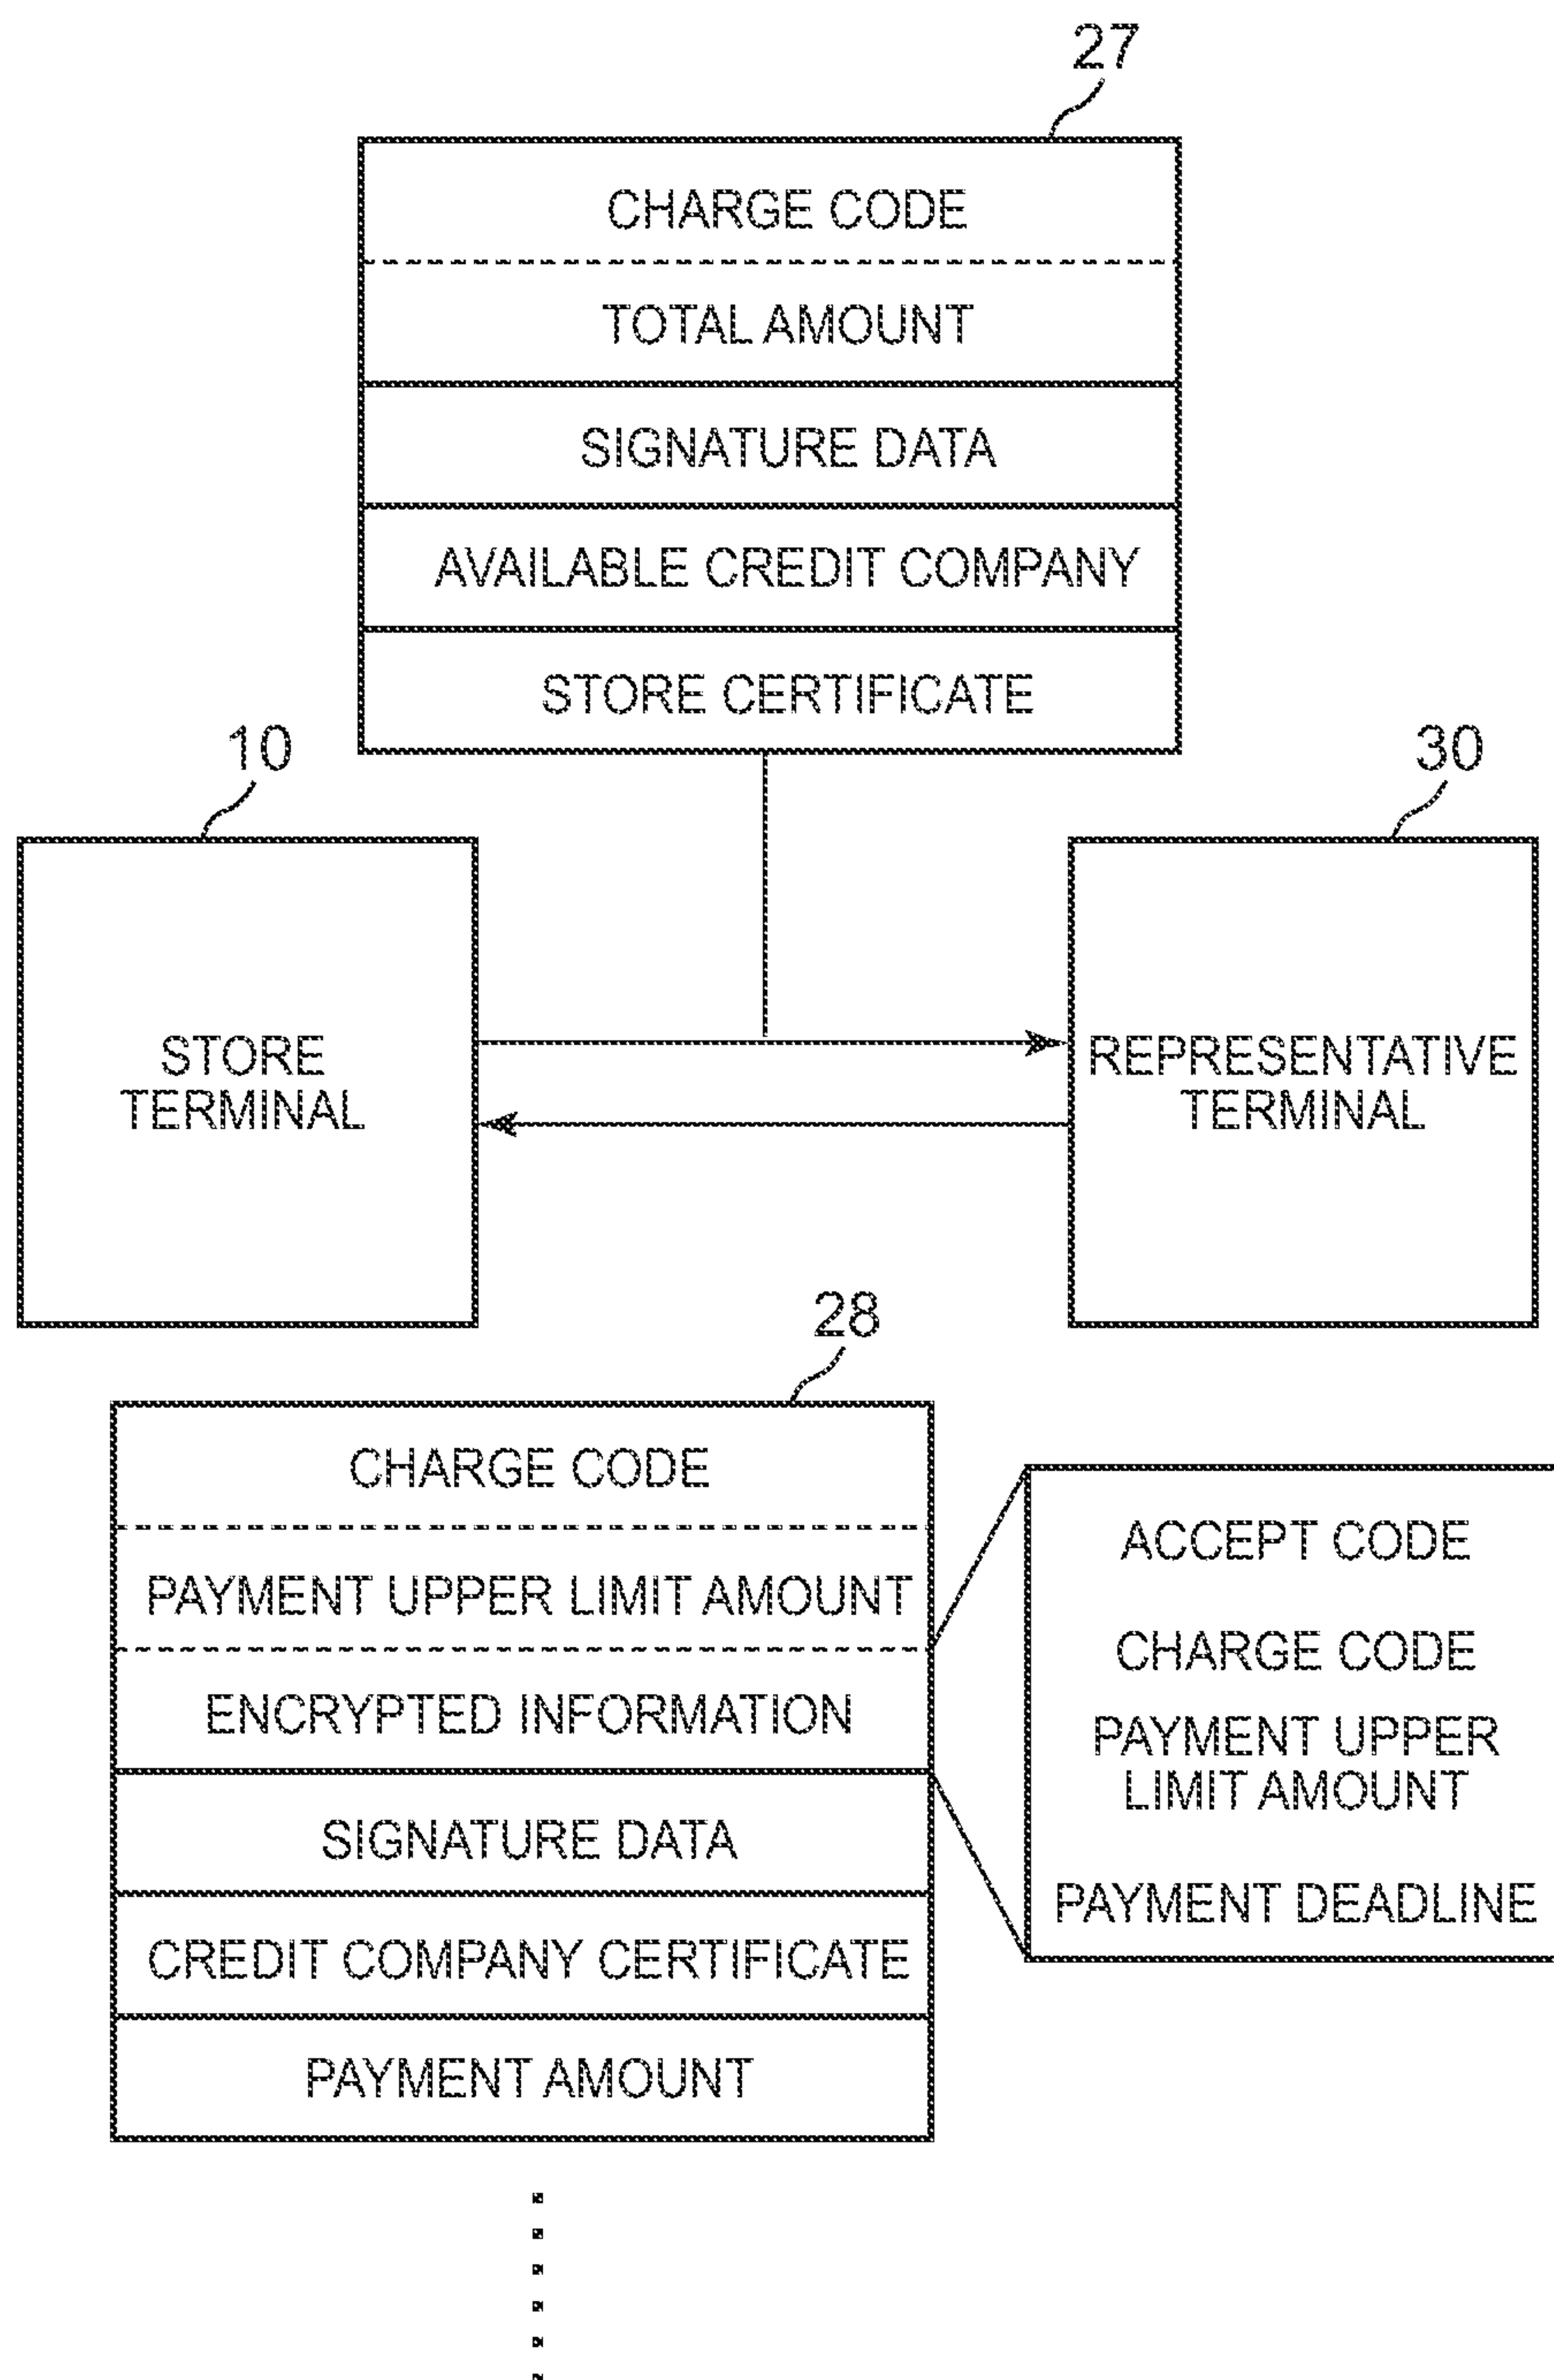 27
CHARGE CODE
TOTAL AMOUNT
SIGNATURE DATA
AVAILABLE CREDIT COMPANY
STORE CERTIFICATE
10
30
STORE
TERMINAL
REPRESENTATIVE
TERMINAL
28
CHARGE CODE
PAYMENT UPPER LIMIT AMOUNT
ENCRYPTED INFORMATION
SIGNATURE DATA
CREDIT COMPANY CERTIFICATE
PAYMENT AMOUNT
ACCEPT CODE
CHARGE CODE
PAYMENT UPPER
LIMIT AMOUNT
PAYMENT DEADLINE